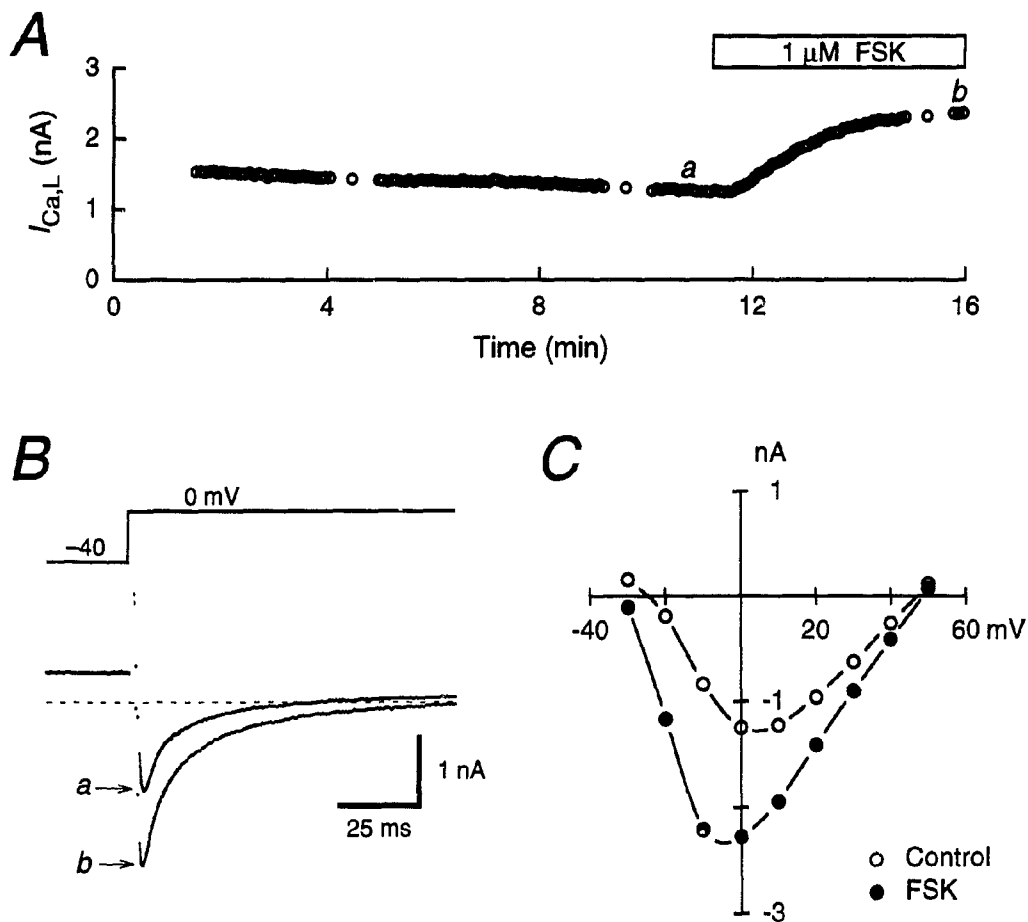 A
1 µM FSK
3
2
1
0
I Ca,L (nA)
a
b
0 4 8 12 16
Time (min)
B
0 mV
−40
a
b
1 nA
25 ms
C
nA
1
-40 20 60 mV
-1
-3
Control
FSK